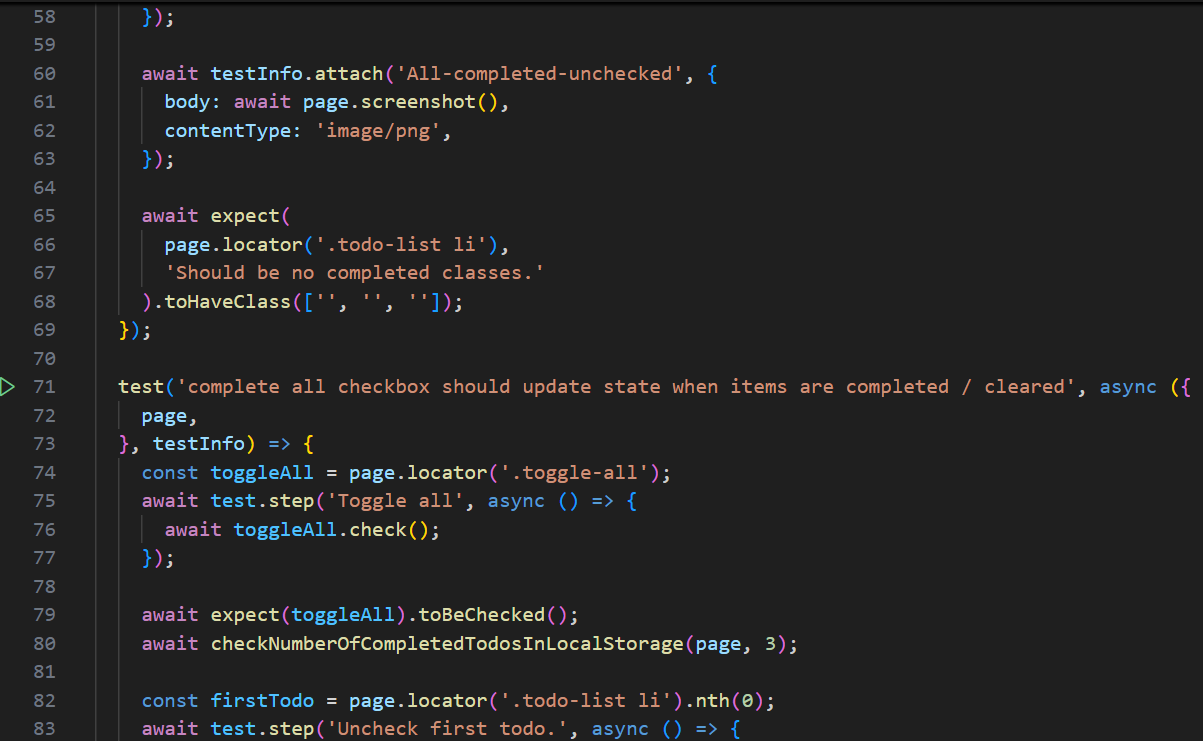 58 });
59
60 await testInfo.attach('All-completed-unchecked', {
61 body: await page.screenshot(),
62 contentType: 'image/png',
63 });
64
65 await expect(
66 page.locator('.todo-list li'),
67 'Should be no completed classes.'
68 ).toHaveClass(['', '', '']);
69 });
70
71 test('complete all checkbox should update state when items are completed / cleared', async ({
72 page,
73 }, testInfo) => {
74 const toggleAll = page.locator('.toggle-all');
75 await test.step('Toggle all', async () => {
76 await toggleAll.check();
77 });
78
79 await expect(toggleAll).toBeChecked();
80 await checkNumberOfCompletedTodosInLocalStorage(page, 3);
81
82 const firstTodo = page.locator('.todo-list li').nth(0);
83 await test.step('Uncheck first todo.', async () => {